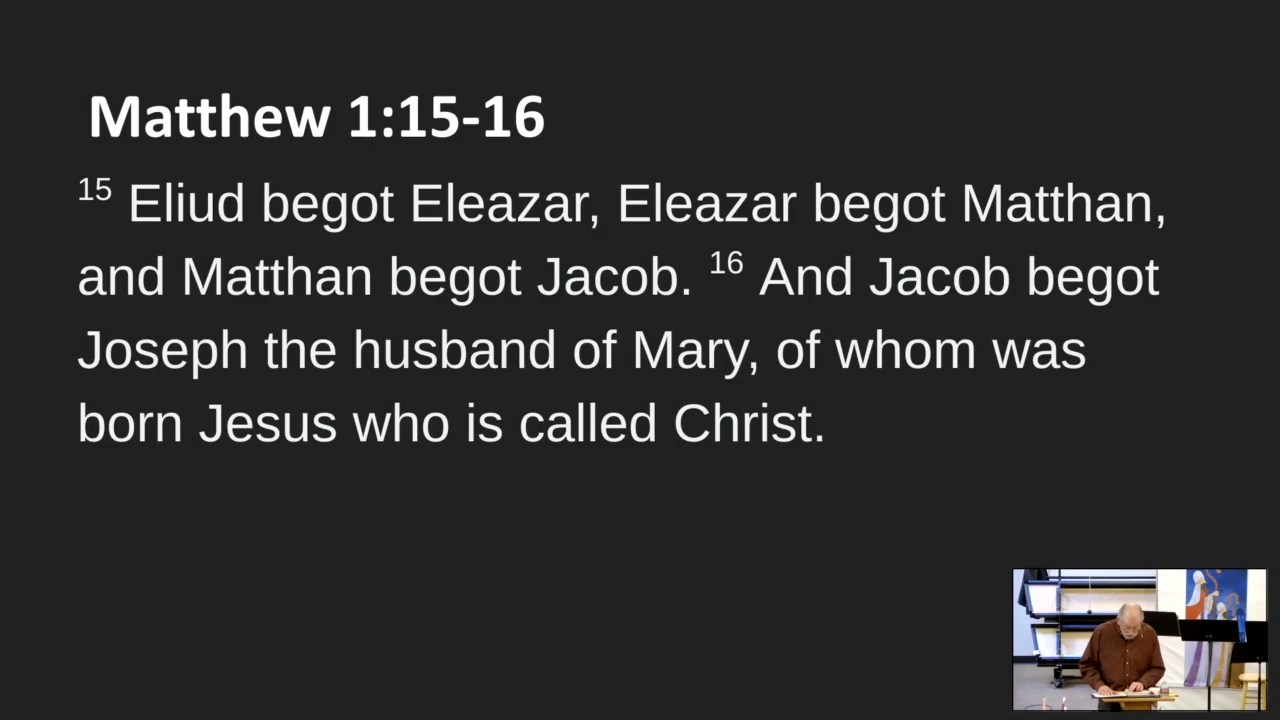 Matthew 1:15-16
15 Eliud begot Eleazar, Eleazar begot Matthan,
and Matthan begot Jacob. 16 And Jacob begot
Joseph the husband of Mary, of whom was
born Jesus who is called Christ.